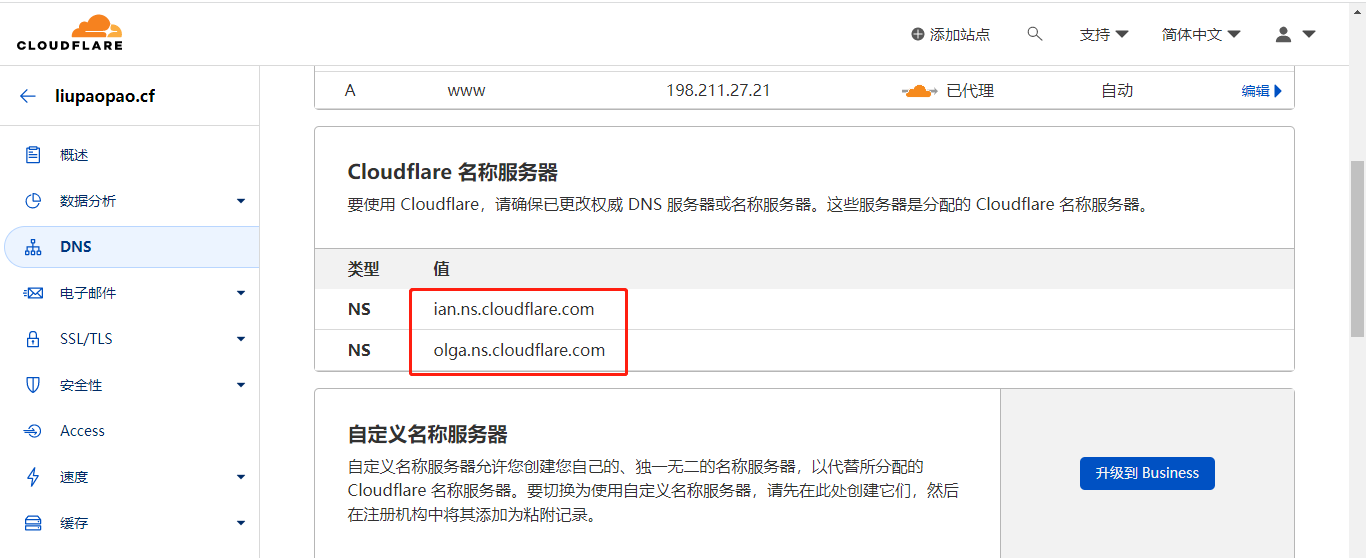 CLOUDFLARE
添加站点
支持
简体中文
liupaopao.cf
概述
数据分析
DNS
电子邮件
SSL/TLS
安全性
Access
速度
缓存
A www 198.211.27.21 已代理 自动 编辑
Cloudflare 名称服务器
要使用 Cloudflare，请确保已更改权威 DNS 服务器或名称服务器。这些服务器是分配的 Cloudflare 名称服务器。
类型 值
NS ian.ns.cloudflare.com
NS olga.ns.cloudflare.com
自定义名称服务器
自定义名称服务器允许您创建您自己的、独一无二的名称服务器，以代替所分配的
Cloudflare 名称服务器。要切换为使用自定义名称服务器，请先在此处创建它们，然后
在注册机构中将其添加为粘附记录。
升级到 Business